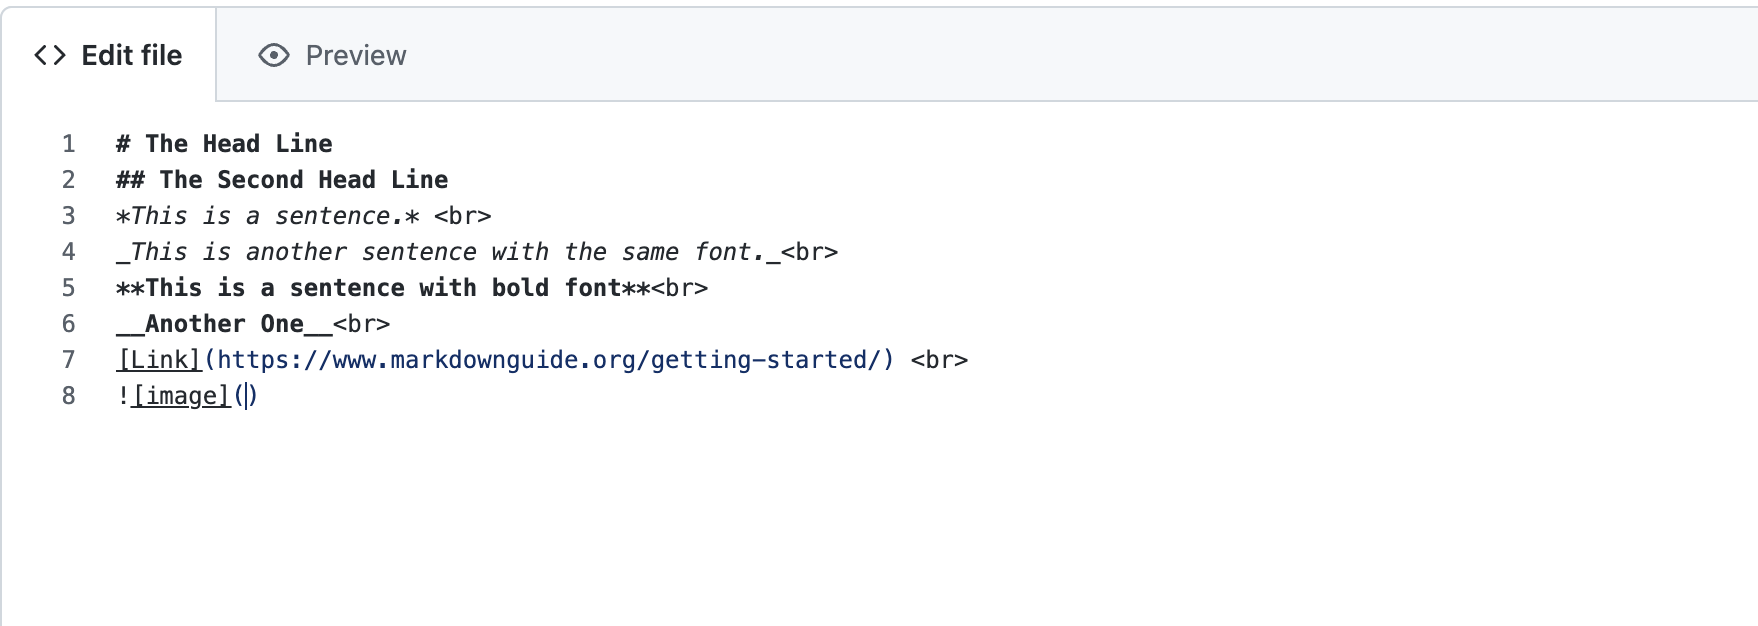 <> Edit file Preview
1 # The Head Line
2 ## The Second Head Line
3 *This is a sentence.* <br>
4 _This is another sentence with the same font._<br>
5 **This is a sentence with bold font**<br>
6 __Another One__<br>
7 [Link](https://www.markdownguide.org/getting-started/) <br>
8 ![image]()